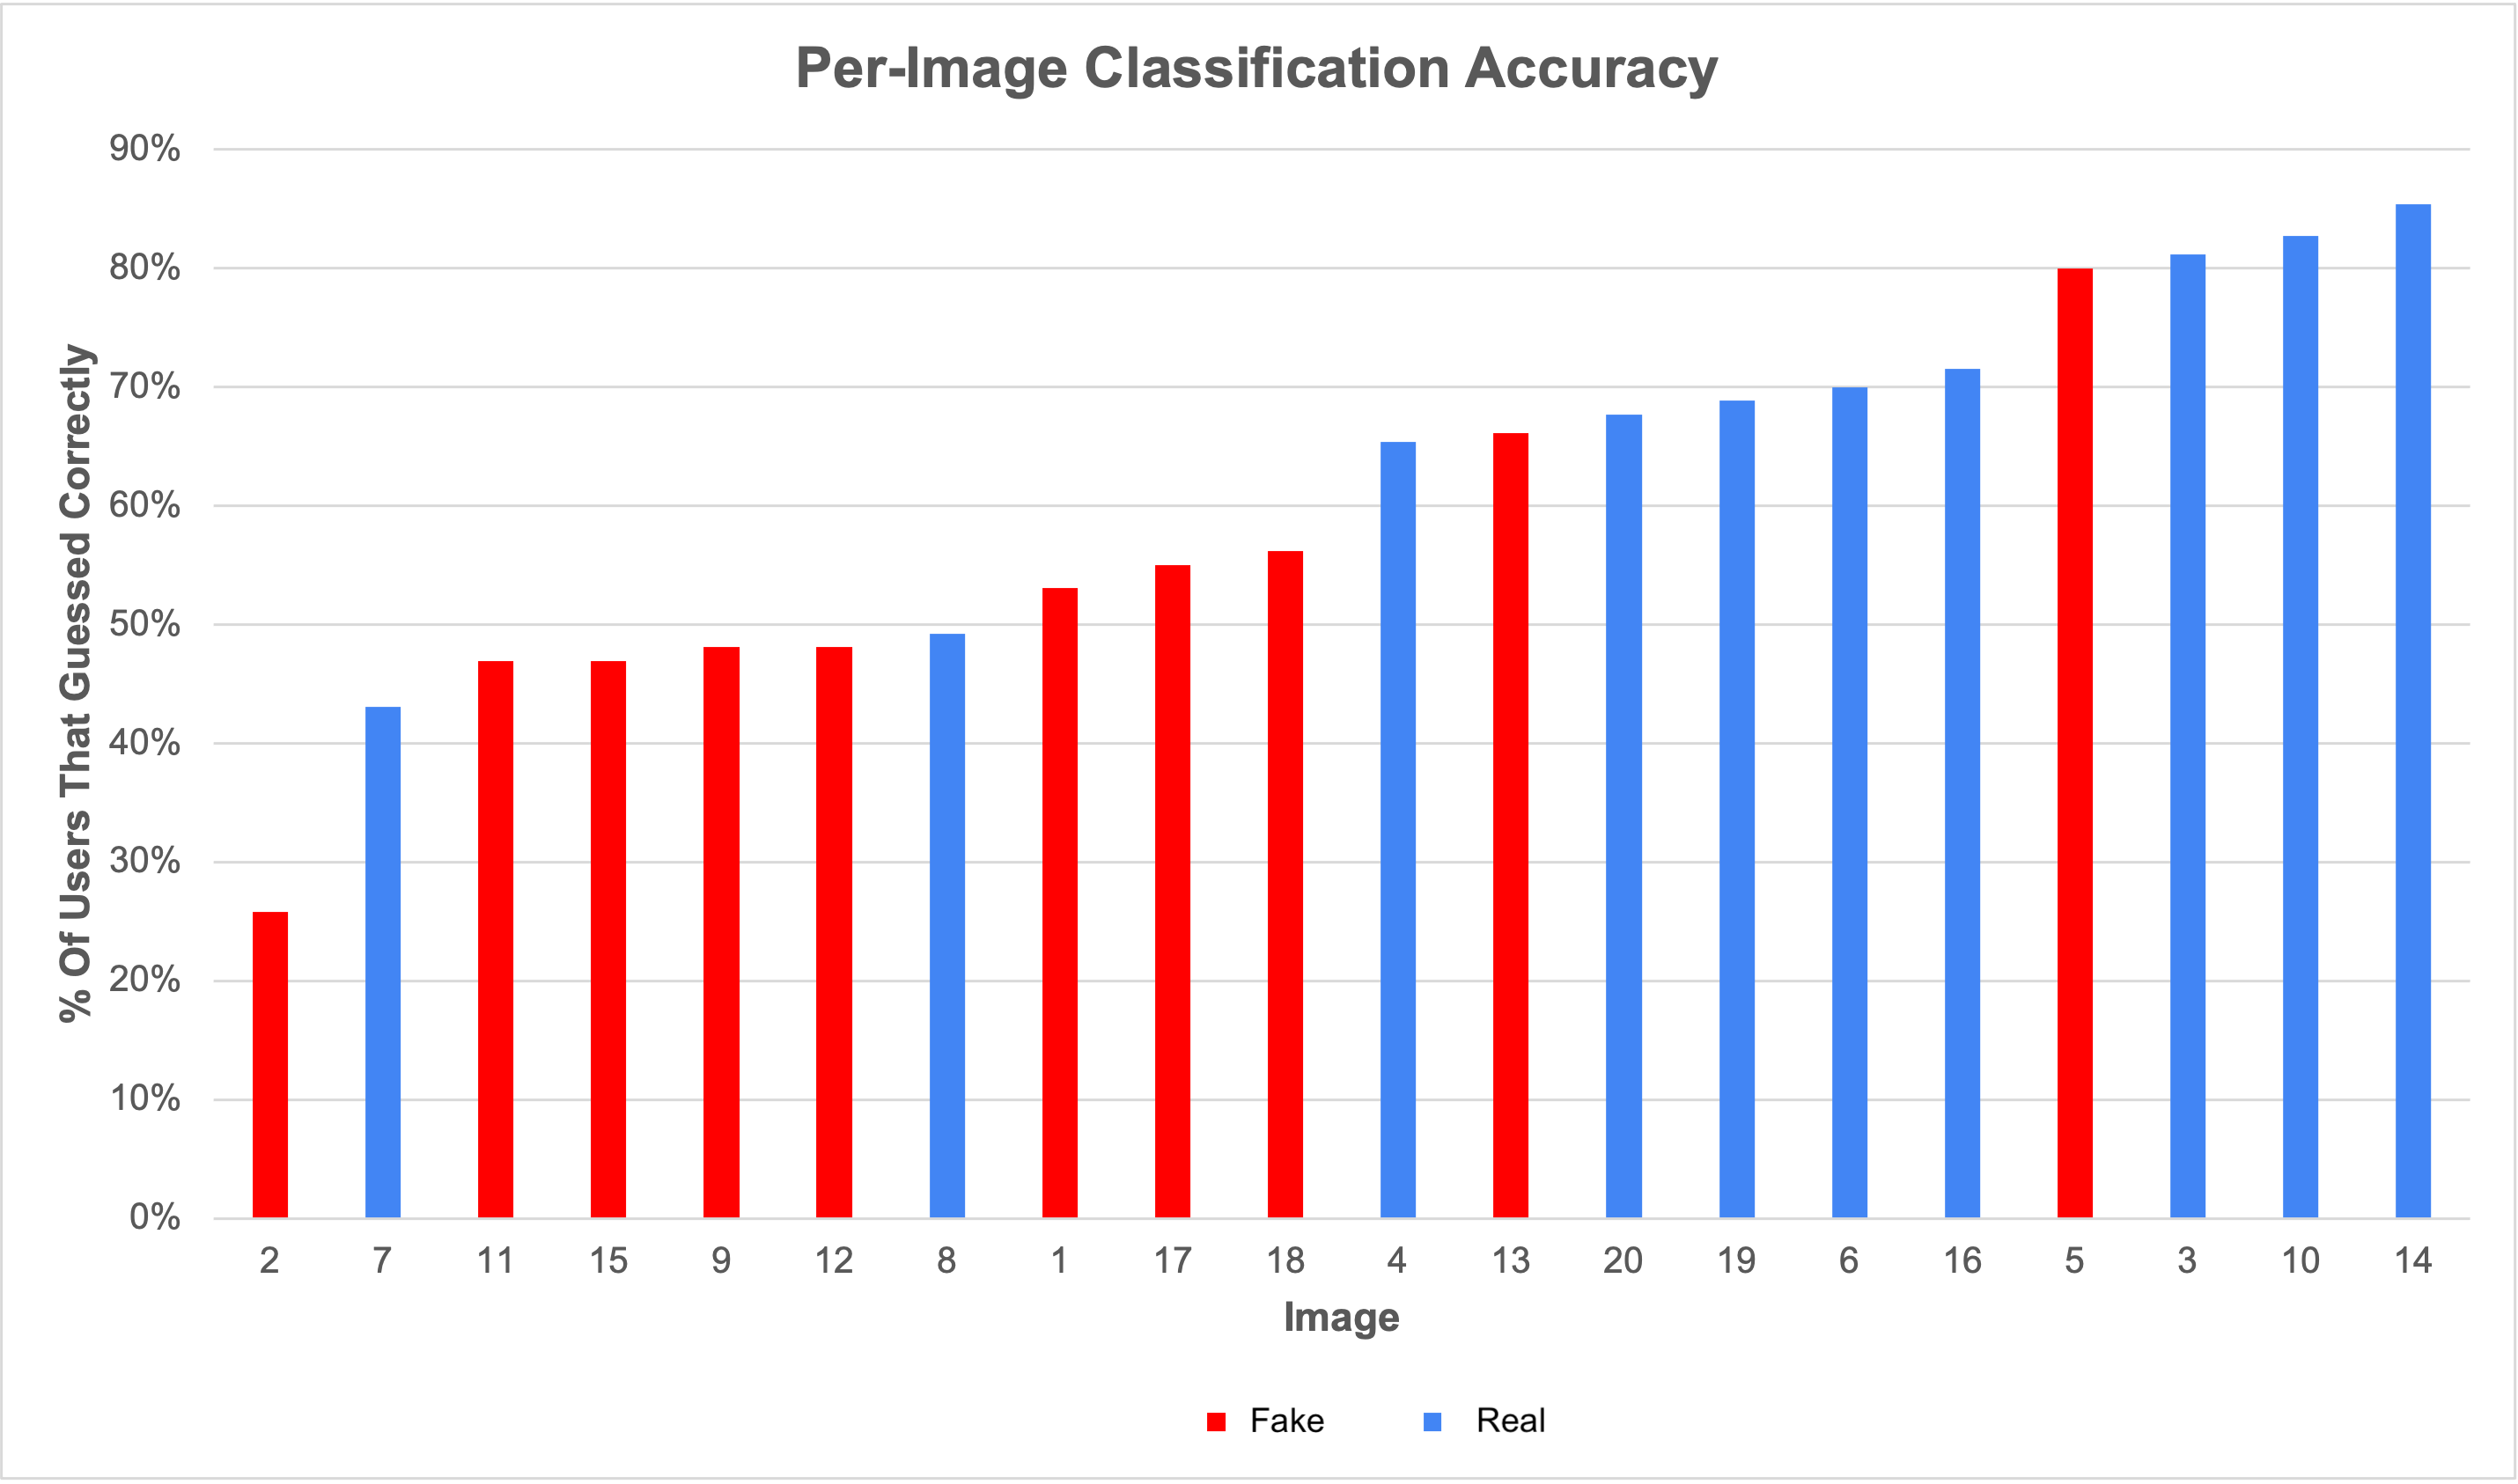 Per-Image Classification Accuracy
% Of Users That Guessed Correctly
90%
80%
70%
60%
50%
40%
30%
20%
10%
0%
2 7 11 15 9 12 8 1 17 18 4 13 20 19 6 16 5 3 10 14
Image
Fake Real